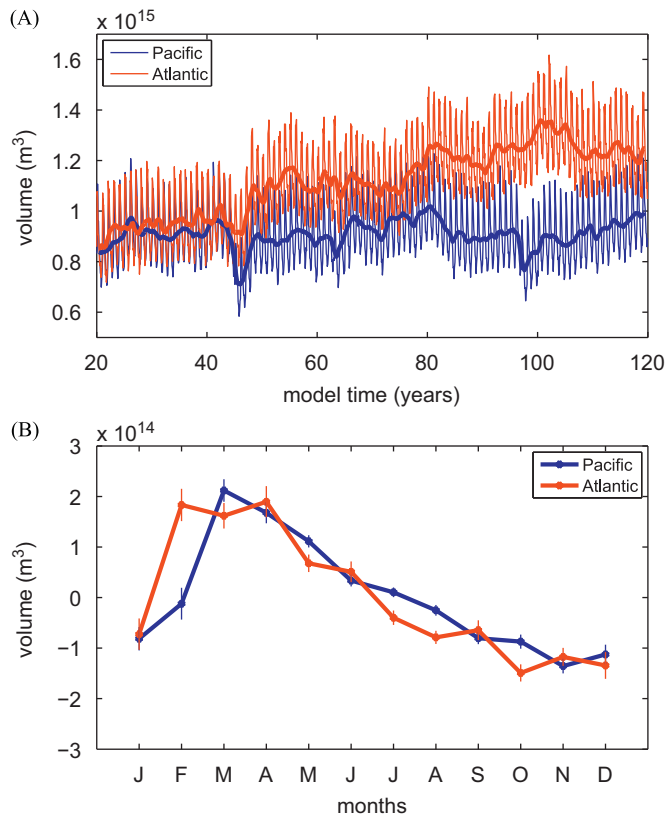 (A)
x 10^15
Pacific
Atlantic
1.6
1.4
1.2
1
0.8
0.6
volume (m^3)
20 40 60 80 100 120
model time (years)
(B)
x 10^14
Pacific
Atlantic
3
2
1
0
−1
−2
−3
volume (m^3)
J F M A M J J A S O N D
months